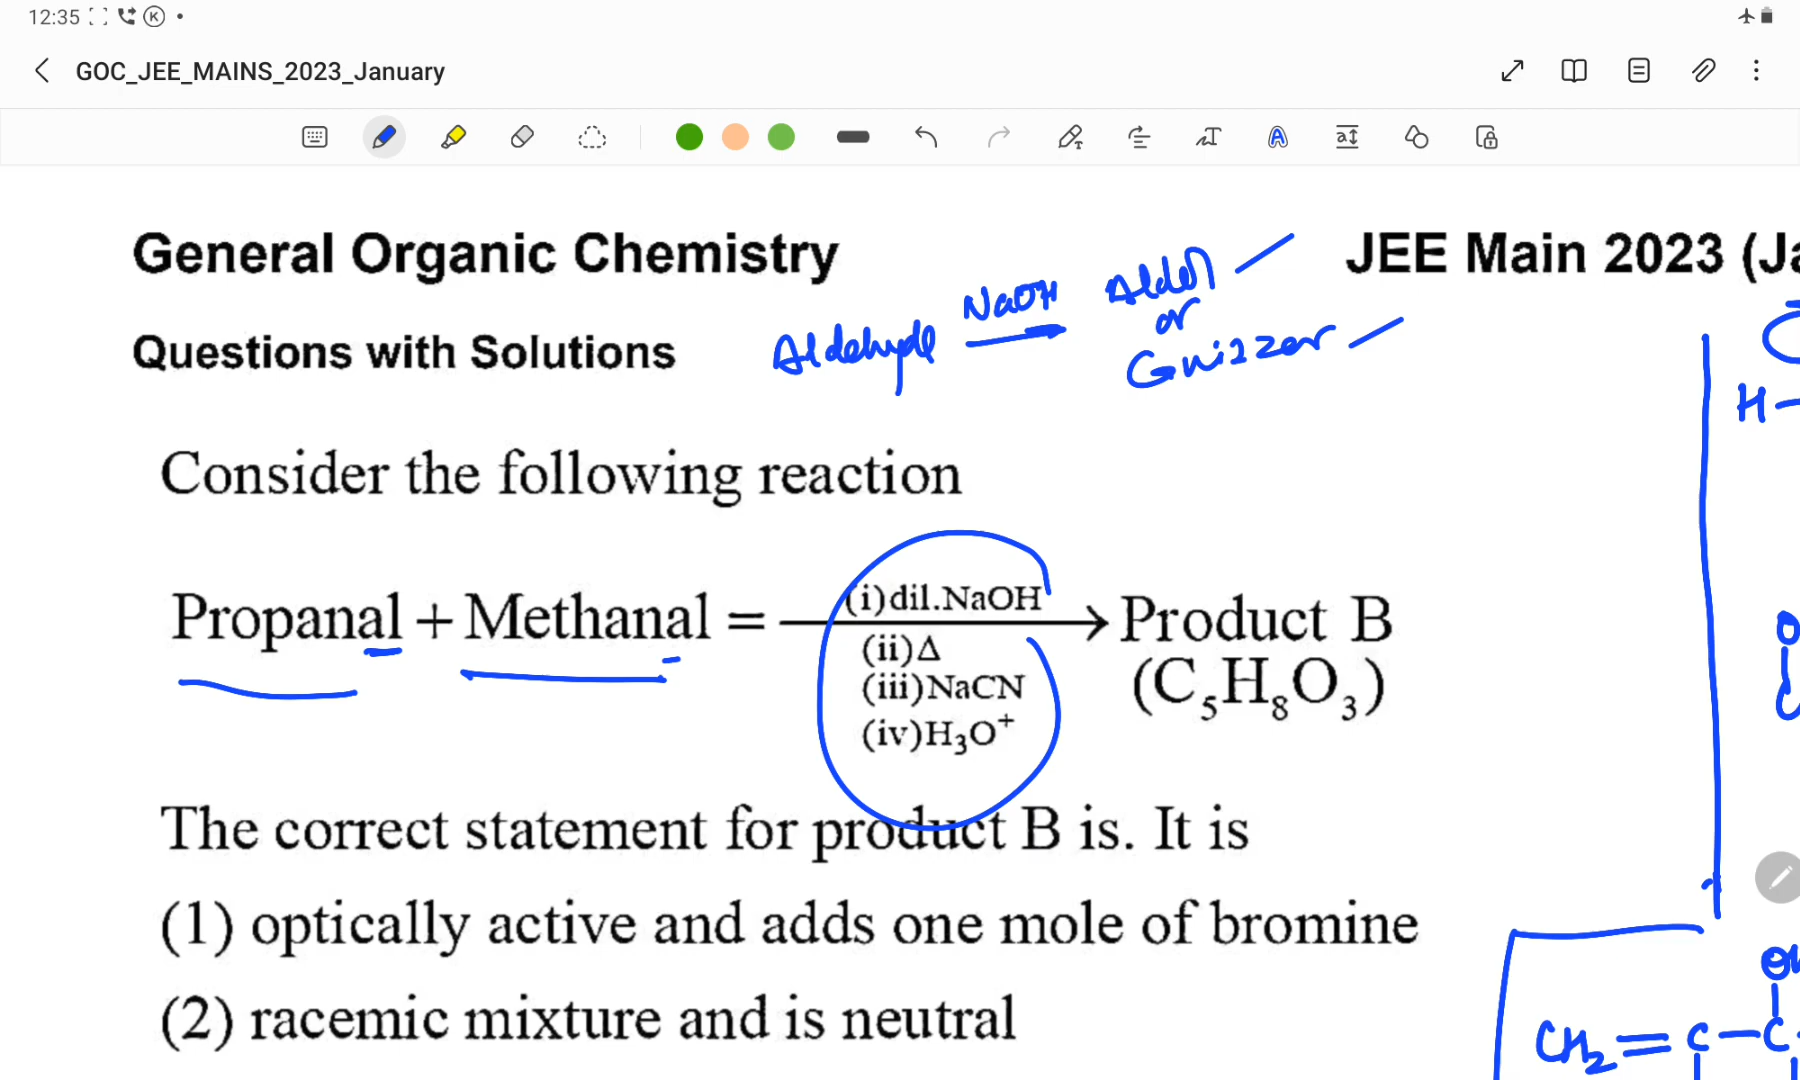 12:35
GOC_JEE_MAINS_2023_January
General Organic Chemistry
JEE Main 2023 (Ja
Questions with Solutions
Aldehyde NaOH Aldol
or
Cnizzar
H-
Consider the following reaction
Propanal + Methanal = (i)dil.NaOH Product B
(ii)Δ
(iii)NaCN
(iv)H₃O⁺
(C₅H₈O₃)
The correct statement for product B is. It is
(1) optically active and adds one mole of bromine
(2) racemic mixture and is neutral
OH
CH₂=C-C